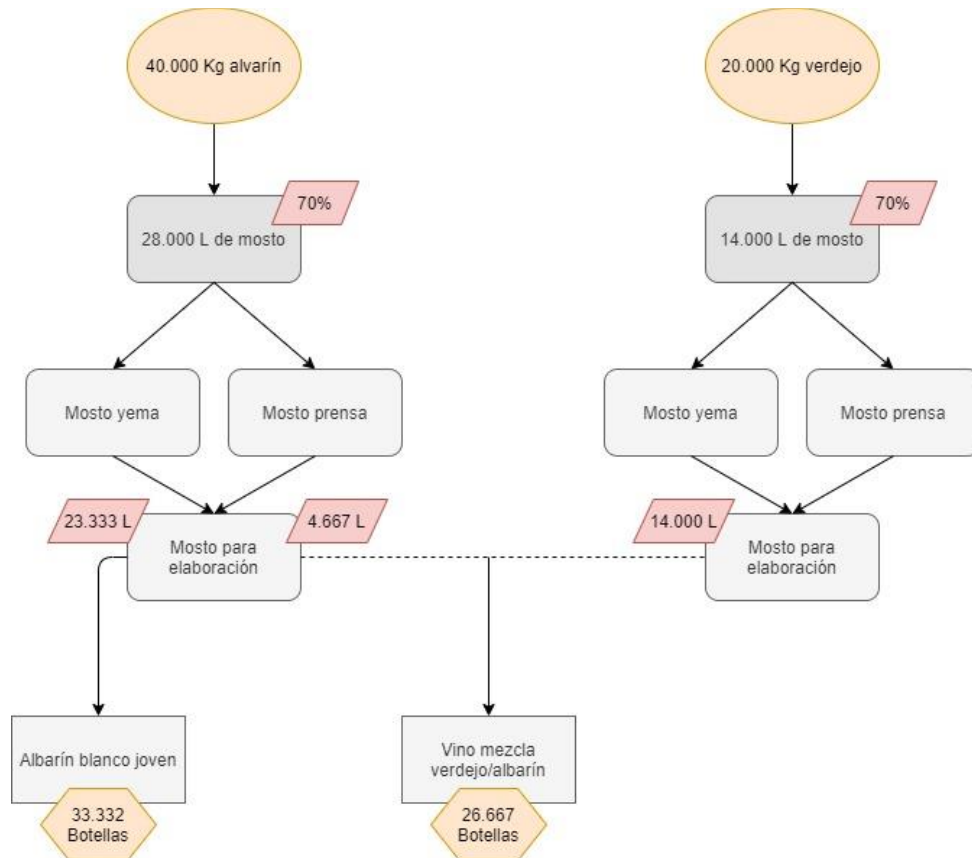 40.000 Kg alvarín
20.000 Kg verdejo
70%
28.000 L de mosto
70%
14.000 L de mosto
Mosto yema
Mosto prensa
Mosto yema
Mosto prensa
23.333 L
4.667 L
Mosto para
elaboración
14.000 L
Mosto para
elaboración
Albarín blanco joven
33.332
Botellas
Vino mezcla
verdejo/albarín
26.667
Botellas